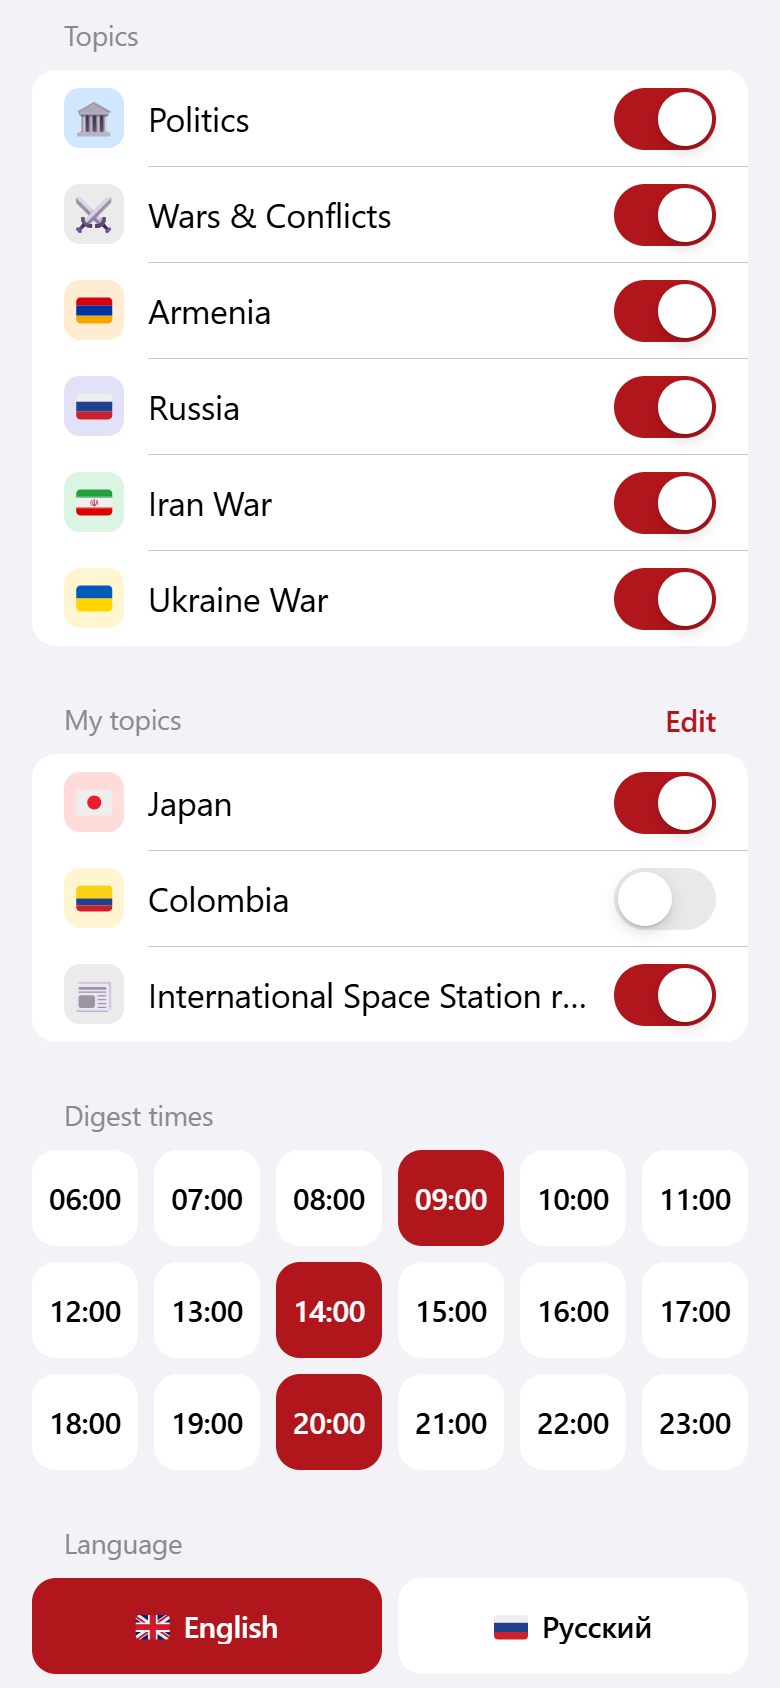 Topics
Politics
Wars & Conflicts
Armenia
Russia
Iran War
Ukraine War
My topics
Edit
Japan
Colombia
International Space Station r...
Digest times
06:00 07:00 08:00 09:00 10:00 11:00
12:00 13:00 14:00 15:00 16:00 17:00
18:00 19:00 20:00 21:00 22:00 23:00
Language
English Русский